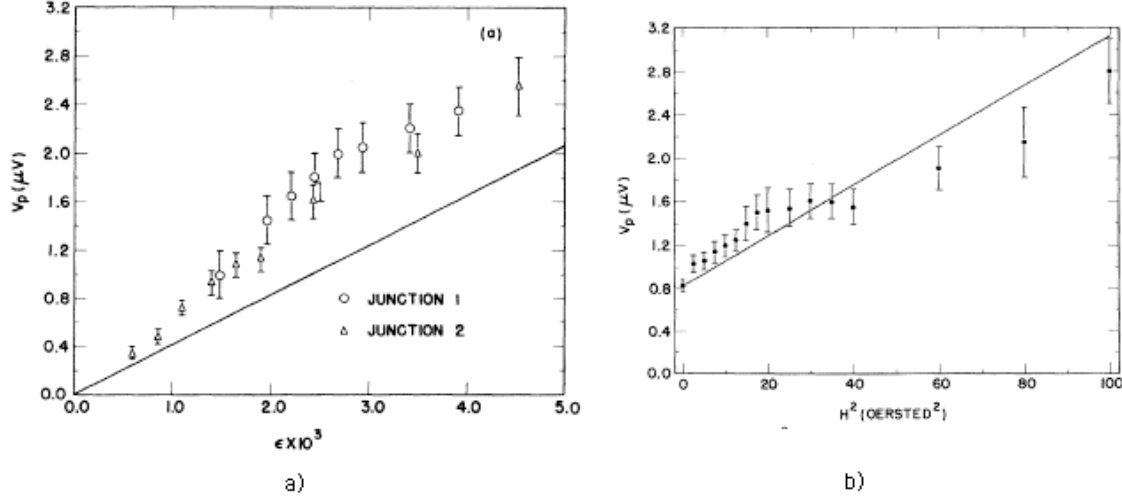 (a)
3.2
2.8
2.4
2.0
1.6
1.2
0.8
0.4
0.0
Vp (μV)
0.0 1.0 2.0 3.0 4.0 5.0
ϵ X 10³
JUNCTION 1
JUNCTION 2
a)
3.2
2.8
2.4
2.0
1.6
1.2
0.8
0.4
0.0
Vp (μV)
0 20 40 60 80 100
H² (OERSTED²)
b)